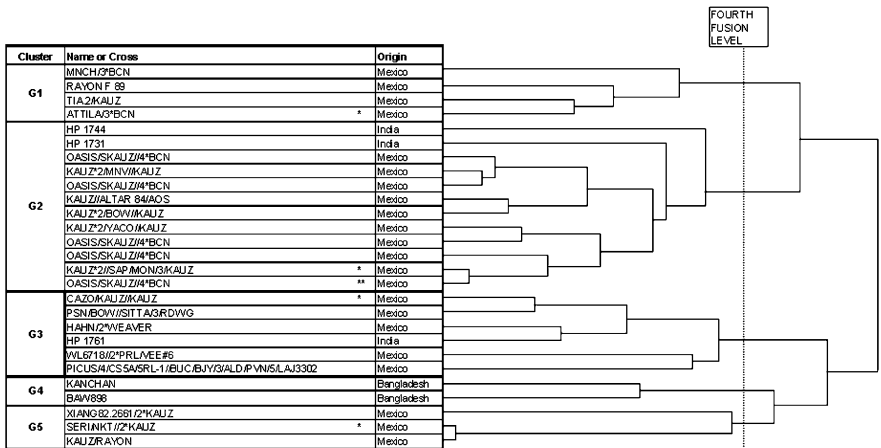 FOURTH
FUSION
LEVEL
Cluster Name or Cross Origin
G1
MNCH/3*BCN Mexico
RAYON F 89 Mexico
TIA.2/KAUZ Mexico
ATTILA/3*BCN * Mexico
G2
HP 1744 India
HP 1731 India
OASIS/SKAUZ//4*BCN Mexico
KAUZ*2/MNV//KAUZ Mexico
OASIS/SKAUZ//4*BCN Mexico
KAUZ//ALTAR 84/AOS Mexico
KAUZ*2/BOW//KAUZ Mexico
KAUZ*2/YACO//KAUZ Mexico
OASIS/SKAUZ//4*BCN Mexico
OASIS/SKAUZ//4*BCN Mexico
KAUZ*2//SAP/MON/3/KAUZ * Mexico
OASIS/SKAUZ//4*BCN ** Mexico
G3
CAZO/KAUZ//KAUZ * Mexico
PSN/BOW//SITTA/3/RDWG Mexico
HAHN/2*WEAVER Mexico
HP 1761 India
WL6718//2*PRL/VEE#6 Mexico
PICUS/4/CS5A/5RL-1//BUC/BJY/3/ALD/PVN/5/LAJ3302 Mexico
G4
KANCHAN Bangladesh
BAW898 Bangladesh
G5
XIANG82.2661/2*KAUZ Mexico
SERI/NKT//2*KAUZ * Mexico
KAUZ/RAYON Mexico